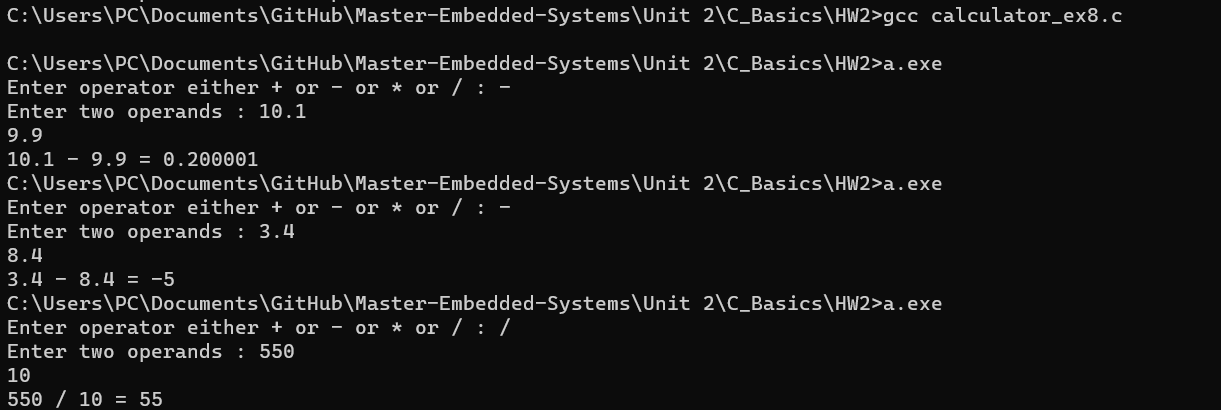 C:\Users\PC\Documents\GitHub\Master-Embedded-Systems\Unit 2\C_Basics\HW2>gcc calculator_ex8.c
C:\Users\PC\Documents\GitHub\Master-Embedded-Systems\Unit 2\C_Basics\HW2>a.exe
Enter operator either + or - or * or / : -
Enter two operands : 10.1
9.9
10.1 - 9.9 = 0.200001
C:\Users\PC\Documents\GitHub\Master-Embedded-Systems\Unit 2\C_Basics\HW2>a.exe
Enter operator either + or - or * or / : -
Enter two operands : 3.4
8.4
3.4 - 8.4 = -5
C:\Users\PC\Documents\GitHub\Master-Embedded-Systems\Unit 2\C_Basics\HW2>a.exe
Enter operator either + or - or * or / : /
Enter two operands : 550
10
550 / 10 = 55